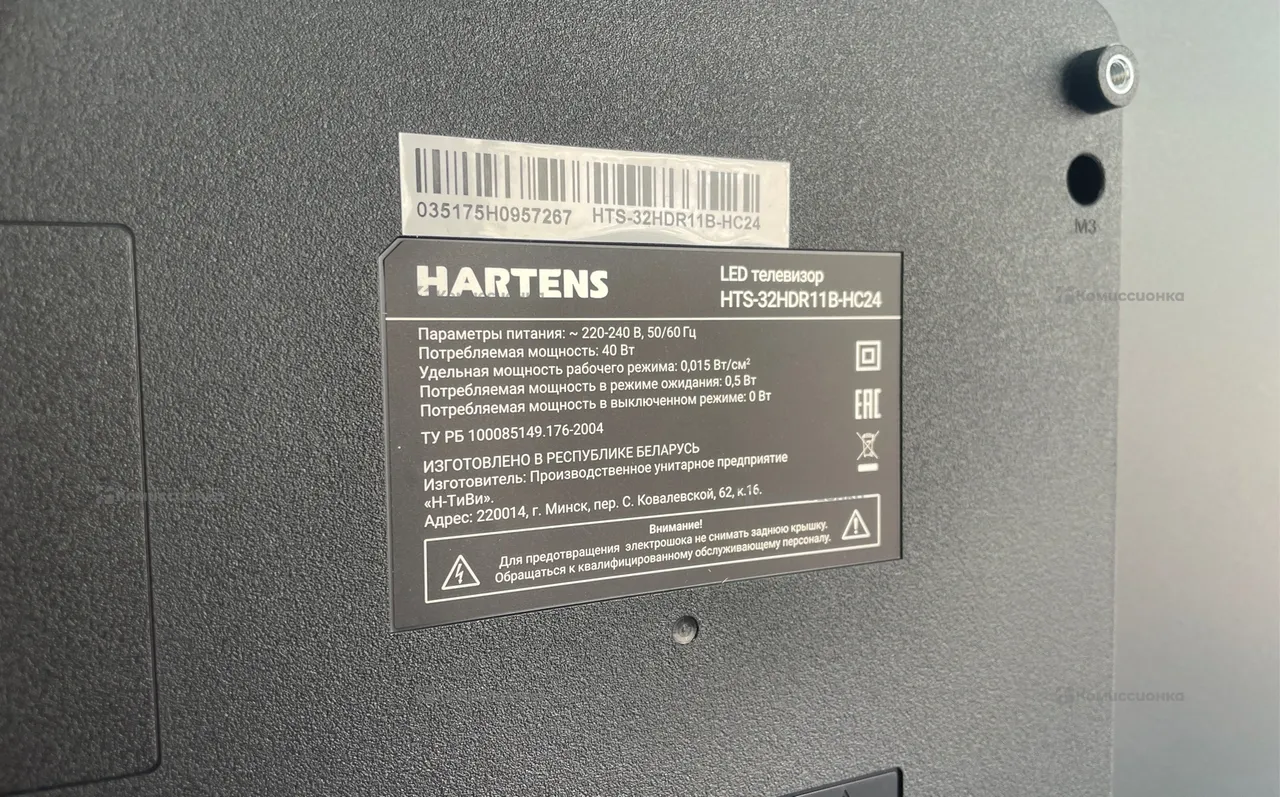 035175H0957267 HTS-32HDR11B-HC24
M3
HARTENS
LED телевизор
HTS-32HDR11B-HC24
Параметры питания: ~ 220-240 В, 50/60 Гц
Потребляемая мощность: 40 Вт
Удельная мощность рабочего режима: 0,015 Вт/см²
Потребляемая мощность в режиме ожидания: 0,5 Вт
Потребляемая мощность в выключенном режиме: 0 Вт
ТУ РБ 100085149.176-2004
ИЗГОТОВЛЕНО В РЕСПУБЛИКЕ БЕЛАРУСЬ
Изготовитель: Производственное унитарное предприятие
«Н-ТиВи».
Адрес: 220014, г. Минск, пер. С. Ковалевской, 62, к.16.
EAC
Внимание!
Для предотвращения электрошока не снимать заднюю крышку.
Обращаться к квалифицированному обслуживающему персоналу.
Комиссионка
Комиссионка
Комиссионка